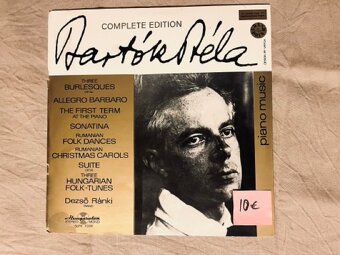 COMPLETE EDITION
Bartók Béla
THREE
BURLESQUES
ALLEGRO BARBARO
THE FIRST TERM
AT THE PIANO
SONATINA
RUMANIAN
FOLK DANCES
RUMANIAN
CHRISTMAS CAROLS
SUITE
THREE
HUNGARIAN
FOLK-TUNES
Dezső Ránki
PIANO
Hungaroton
piano music
10€